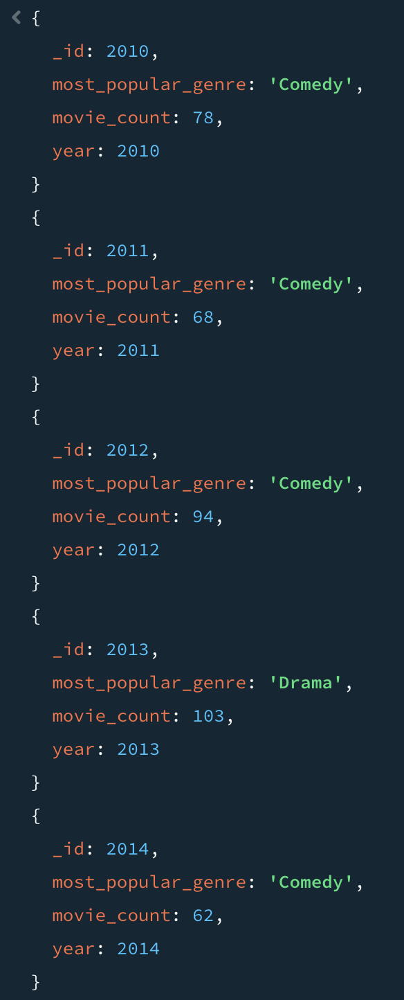 {
_id: 2010,
most_popular_genre: 'Comedy',
movie_count: 78,
year: 2010
}
{
_id: 2011,
most_popular_genre: 'Comedy',
movie_count: 68,
year: 2011
}
{
_id: 2012,
most_popular_genre: 'Comedy',
movie_count: 94,
year: 2012
}
{
_id: 2013,
most_popular_genre: 'Drama',
movie_count: 103,
year: 2013
}
{
_id: 2014,
most_popular_genre: 'Comedy',
movie_count: 62,
year: 2014
}